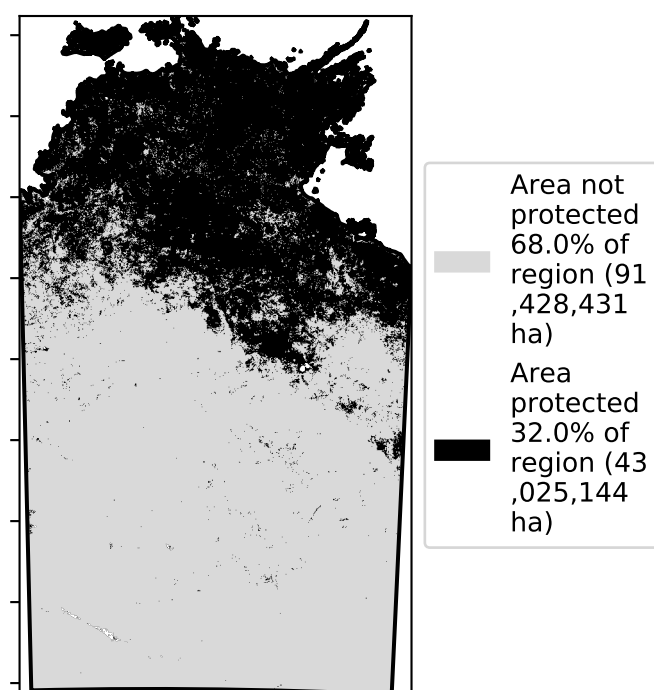 Area not
protected
68.0% of
region (91
,428,431
ha)
Area
protected
32.0% of
region (43
,025,144
ha)